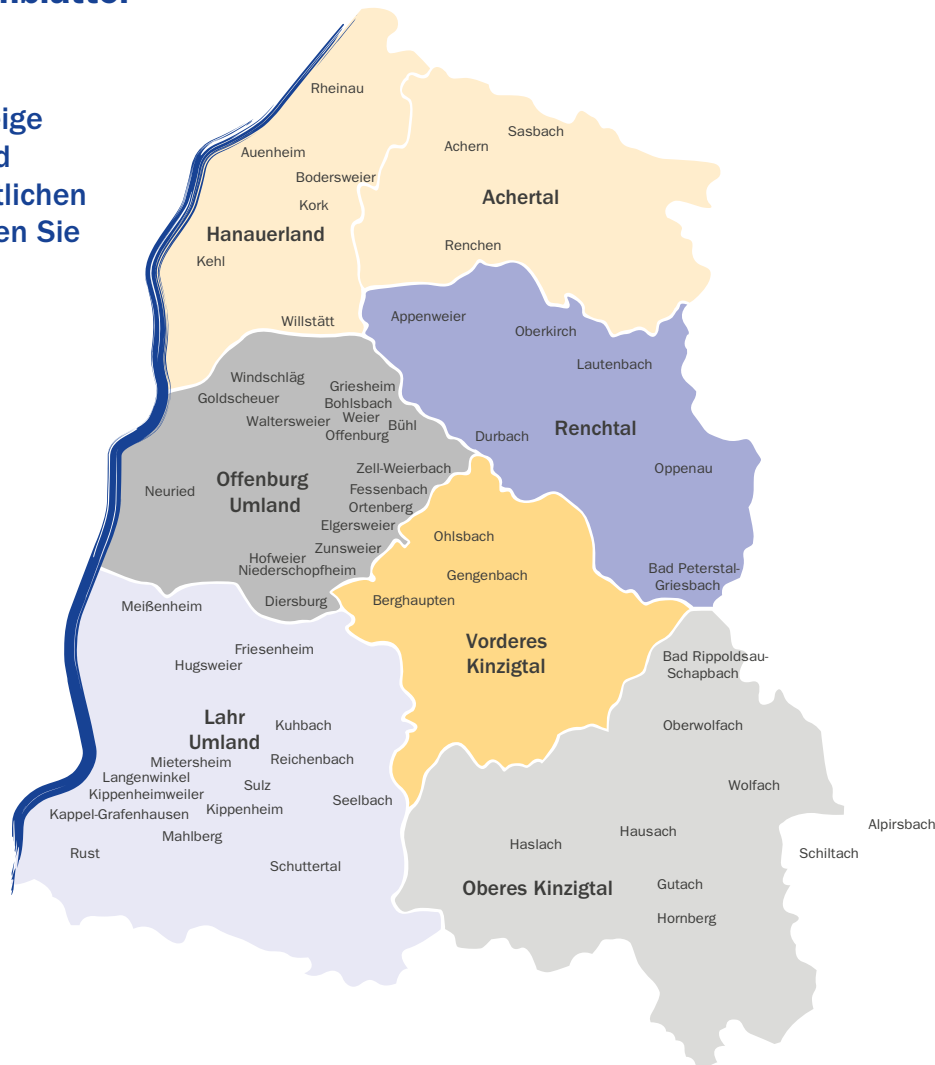 eige
d
tlichen
en Sie
Rheinau
Sasbach
Achern
Auenheim
Bodersweier
Achertal
Kork
Hanauerland
Renchen
Kehl
Appenweier
Willstätt
Oberkirch
Lautenbach
Windschläg
Griesheim
Goldscheuer
Bohlsbach
Waltersweier
Weier
Bühl
Offenburg
Durbach
Renchtal
Zell-Weierbach
Oppenau
Offenburg
Umland
Neuried
Fessenbach
Ortenberg
Elgersweier
Ohlsbach
Zunsweier
Hofweier
Niederschopfheim
Gengenbach
Bad Peterstal-
Griesbach
Diersburg
Berghaupten
Meißenheim
Vorderes
Kinzigtal
Friesenheim
Hugsweier
Bad Rippoldsau-
Schapbach
Lahr
Umland
Kuhbach
Oberwolfach
Mietersheim
Reichenbach
Langenwinkel
Sulz
Kippenheimweiler
Seelbach
Wolfach
Kappel-Grafenhausen
Kippenheim
Mahlberg
Hausach
Alpirsbach
Haslach
Rust
Schiltach
Schuttertal
Oberes Kinzigtal
Gutach
Hornberg